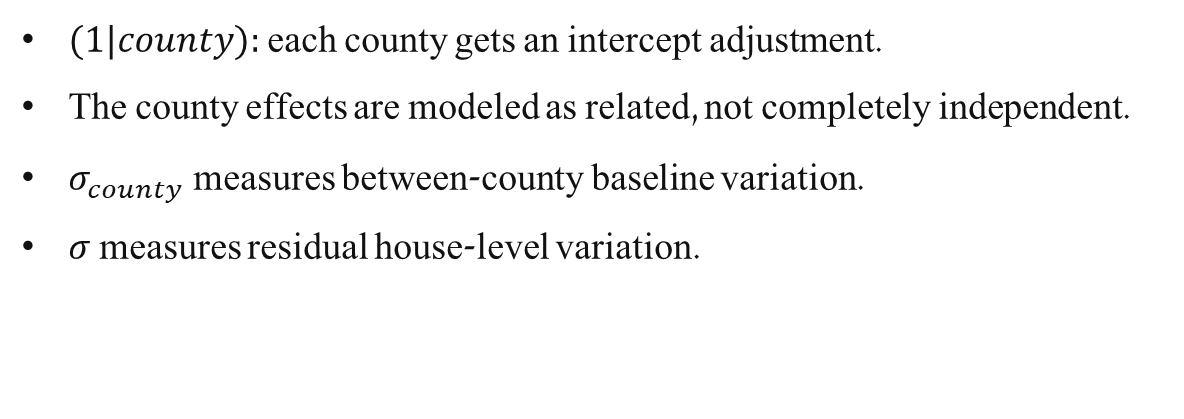 • (1|county): each county gets an intercept adjustment.
• The county effects are modeled as related, not completely independent.
• σ_county measures between-county baseline variation.
• σ measures residual house-level variation.